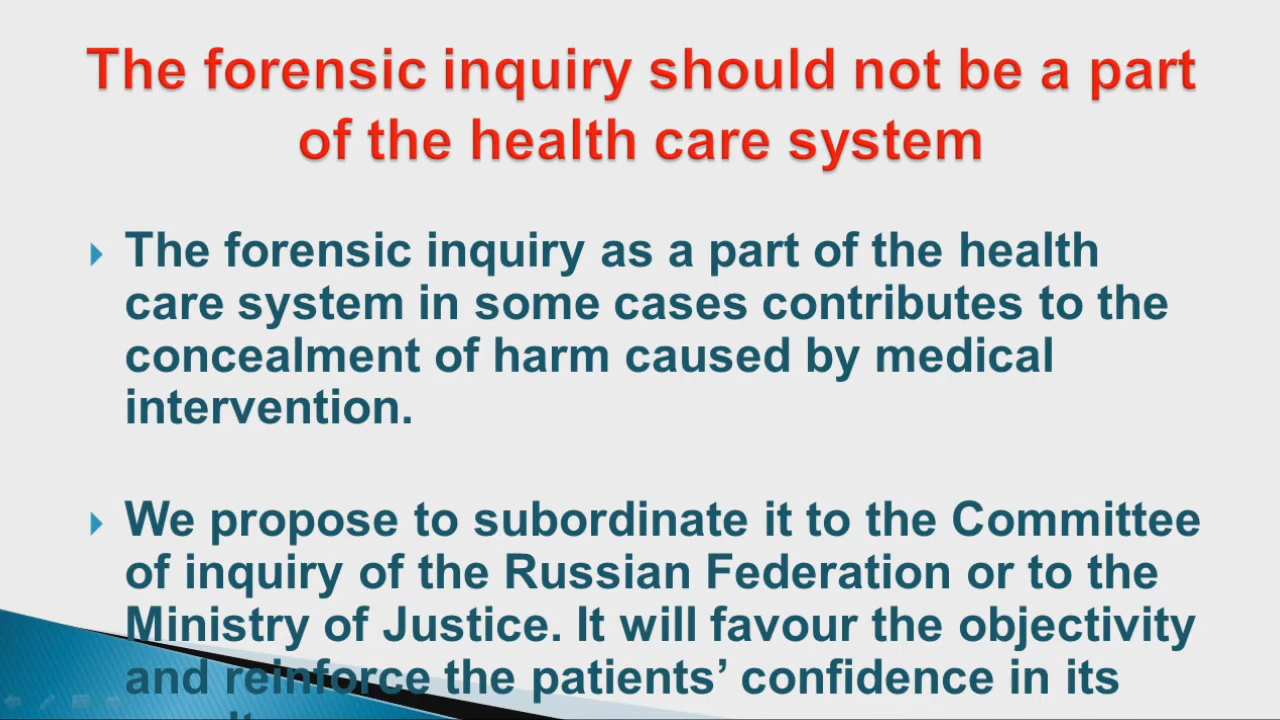 The forensic inquiry should not be a part
of the health care system
The forensic inquiry as a part of the health
care system in some cases contributes to the
concealment of harm caused by medical
intervention.
We propose to subordinate it to the Committee
of inquiry of the Russian Federation or to the
Ministry of Justice. It will favour the objectivity
and reinforce the patients’ confidence in its